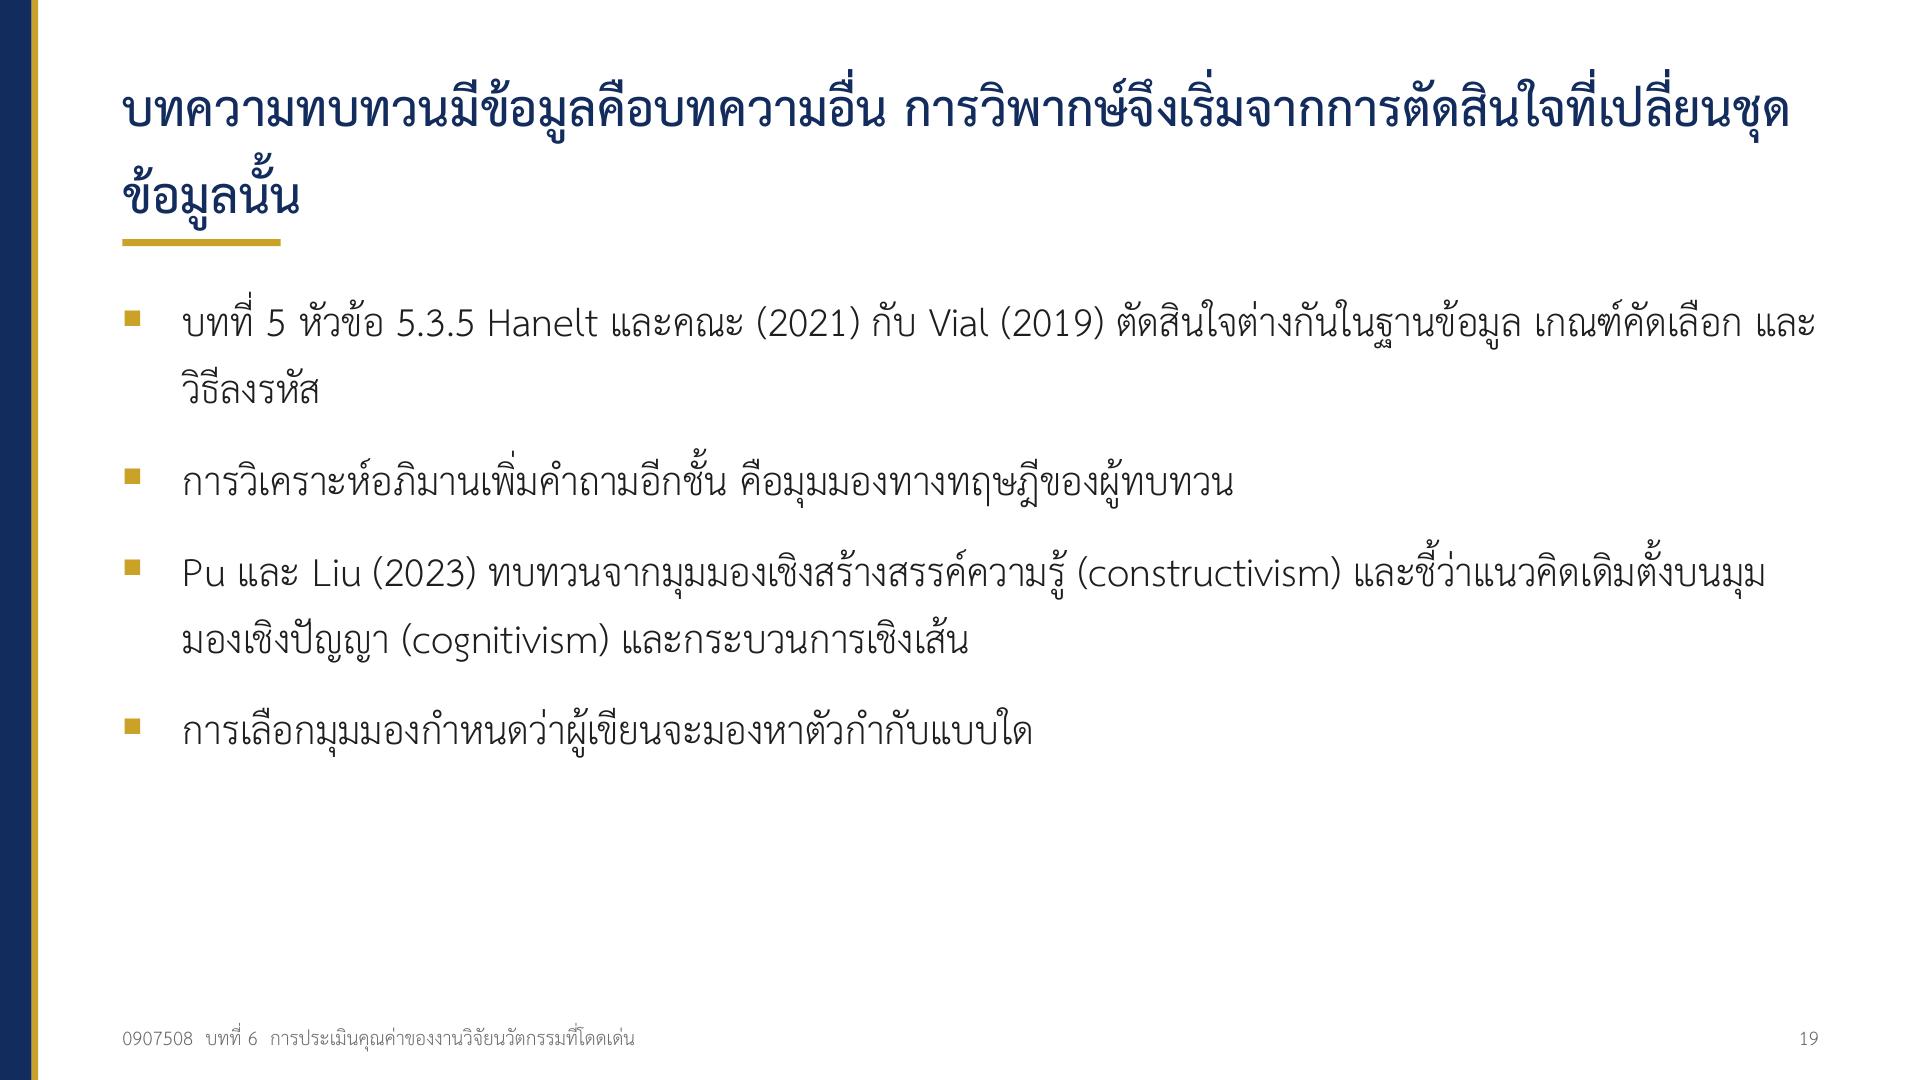 บทความทบทวนมีข้อมูลคือบทความอื่น การวิพากษ์จึงเริ่มจากการตัดสินใจที่เปลี่ยนชุด
ข้อมูลนั้น
▪ บทที่ 5 หัวข้อ 5.3.5 Hanelt และคณะ (2021) กับ Vial (2019) ตัดสินใจต่างกันในฐานข้อมูล เกณฑ์คัดเลือก และ
วิธีลงรหัส
▪ การวิเคราะห์อภิมานเพิ่มคำถามอีกชั้น คือมุมมองทางทฤษฎีของผู้ทบทวน
▪ Pu และ Liu (2023) ทบทวนจากมุมมองเชิงสร้างสรรค์ความรู้ (constructivism) และชี้ว่าแนวคิดเดิมตั้งบนมุม
มองเชิงปัญญา (cognitivism) และกระบวนการเชิงเส้น
▪ การเลือกมุมมองกำหนดว่าผู้เขียนจะมองหาตัวกำกับแบบใด
0907508 บทที่ 6 การประเมินคุณค่าของงานวิจัยนวัตกรรมที่โดดเด่น
19